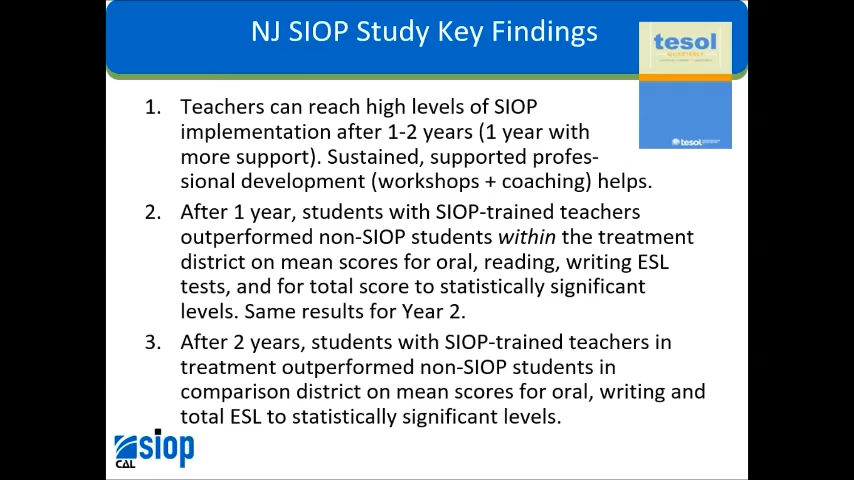 NJ SIOP Study Key Findings
tesol
QUARTERLY
tesol
1. Teachers can reach high levels of SIOP
implementation after 1-2 years (1 year with
more support). Sustained, supported profes-
sional development (workshops + coaching) helps.
2. After 1 year, students with SIOP-trained teachers
outperformed non-SIOP students within the treatment
district on mean scores for oral, reading, writing ESL
tests, and for total score to statistically significant
levels. Same results for Year 2.
3. After 2 years, students with SIOP-trained teachers in
treatment outperformed non-SIOP students in
comparison district on mean scores for oral, writing and
total ESL to statistically significant levels.
siop
CAL